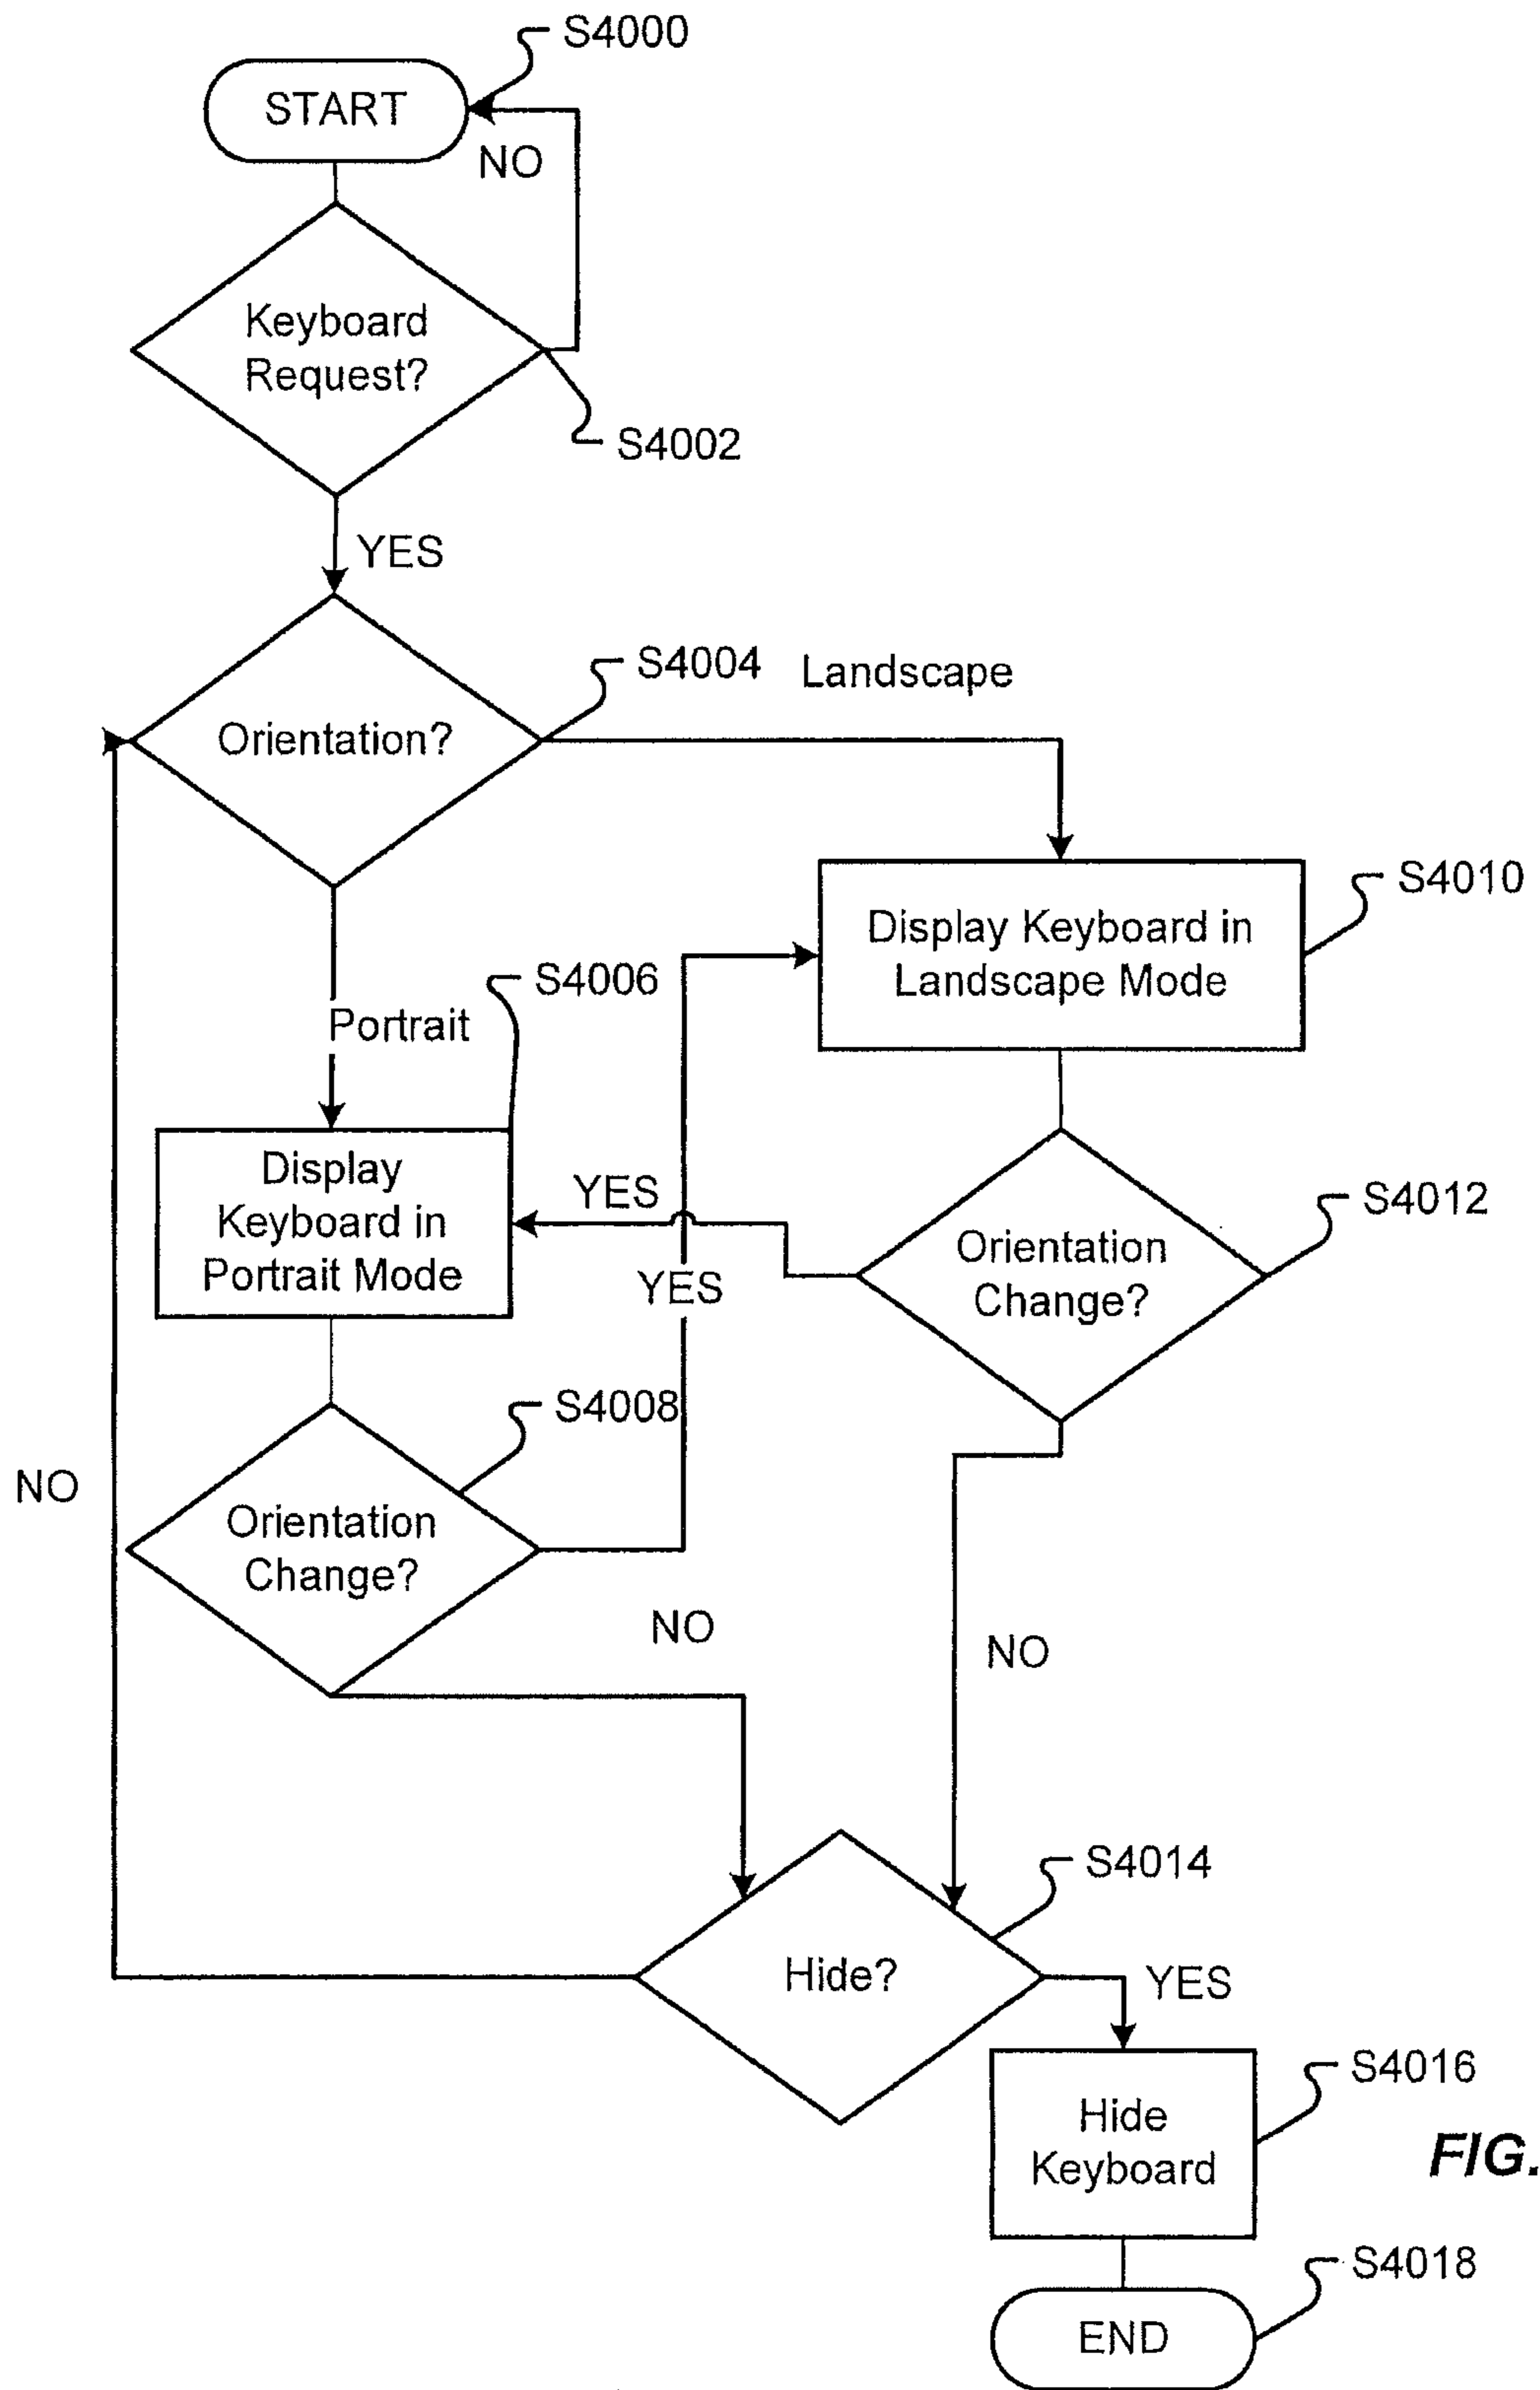 S4000
START
NO
Keyboard
Request?
S4002
YES
S4004
Landscape
Orientation?
S4010
Display Keyboard in
Landscape Mode
S4006
Portrait
Display
Keyboard in
Portrait Mode
YES
S4012
Orientation
Change?
YES
S4008
NO
Orientation
Change?
NO
NO
S4014
Hide?
YES
S4016
Hide
Keyboard
FIG.
S4018
END